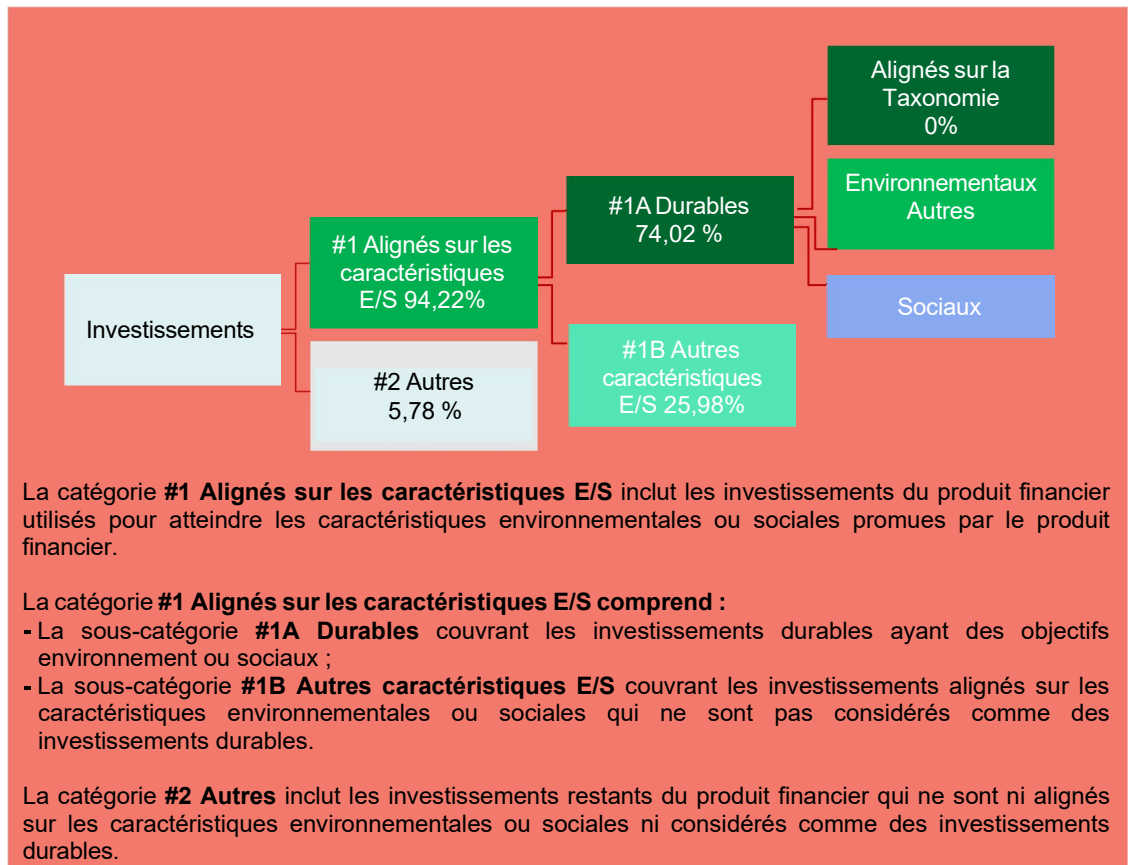 Alignés sur la
Taxonomie
0%
Environnementaux
Autres
#1A Durables
74,02 %
#1 Alignés sur les
caractéristiques
E/S 94,22%
Sociaux
Investissements
#1B Autres
caractéristiques
E/S 25,98%
#2 Autres
5,78 %
La catégorie #1 Alignés sur les caractéristiques E/S inclut les investissements du produit financier
utilisés pour atteindre les caractéristiques environnementales ou sociales promues par le produit
financier.
La catégorie #1 Alignés sur les caractéristiques E/S comprend :
- La sous-catégorie #1A Durables couvrant les investissements durables ayant des objectifs
environnement ou sociaux ;
- La sous-catégorie #1B Autres caractéristiques E/S couvrant les investissements alignés sur les
caractéristiques environnementales ou sociales qui ne sont pas considérés comme des
investissements durables.
La catégorie #2 Autres inclut les investissements restants du produit financier qui ne sont ni alignés
sur les caractéristiques environnementales ou sociales ni considérés comme des investissements
durables.